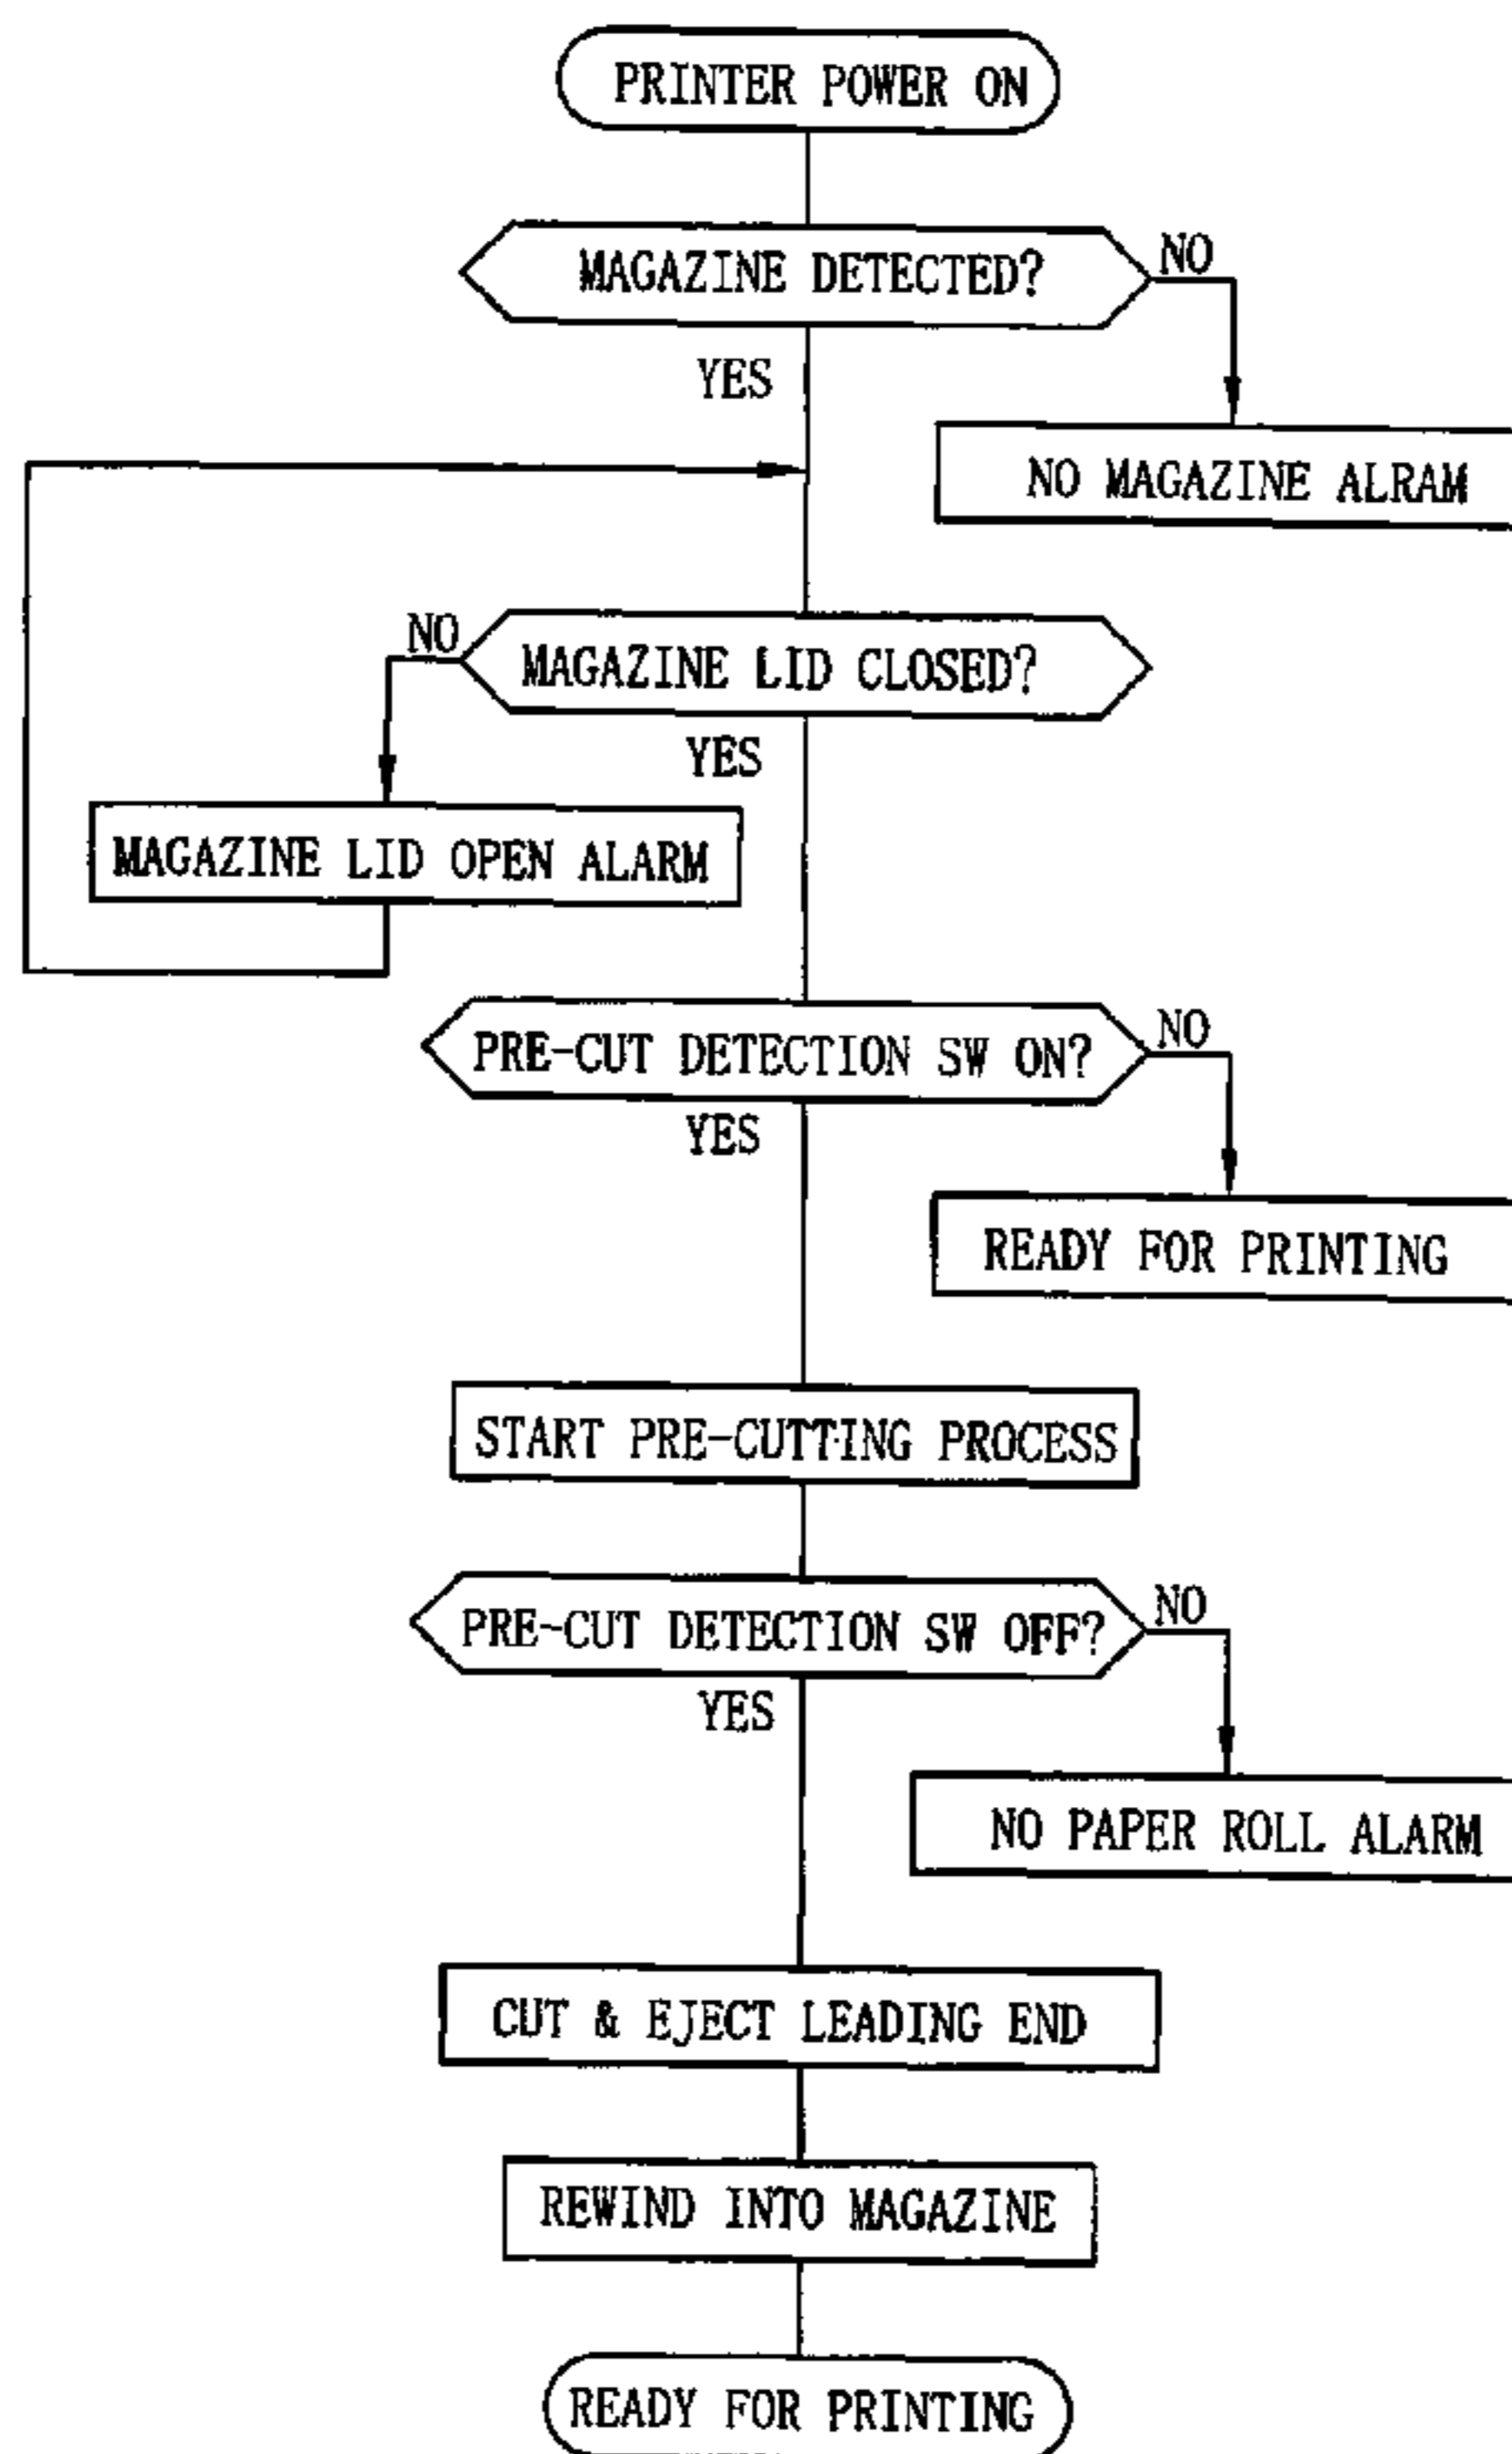 PRINTER POWER ON
MAGAZINE DETECTED?
NO
YES
NO MAGAZINE ALRAM
NO
MAGAZINE LID CLOSED?
YES
MAGAZINE LID OPEN ALARM
PRE-CUT DETECTION SW ON?
NO
YES
READY FOR PRINTING
START PRE-CUTTING PROCESS
PRE-CUT DETECTION SW OFF?
NO
YES
NO PAPER ROLL ALARM
CUT & EJECT LEADING END
REWIND INTO MAGAZINE
READY FOR PRINTING